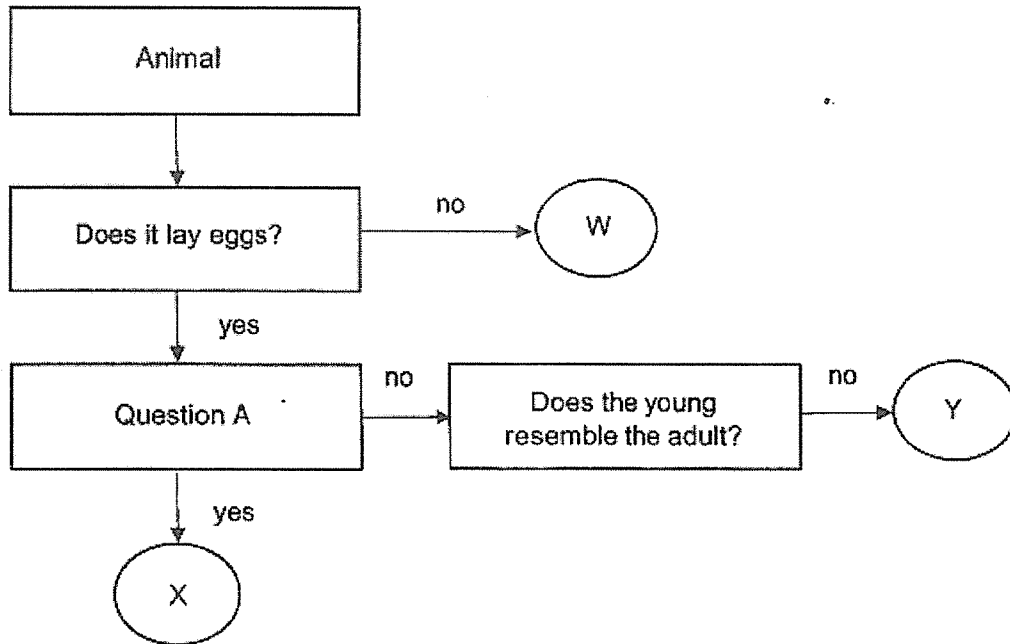 Animal
Does it lay eggs?
no
W
yes
Question A
no
Does the young
resemble the adult?
no
Y
yes
X